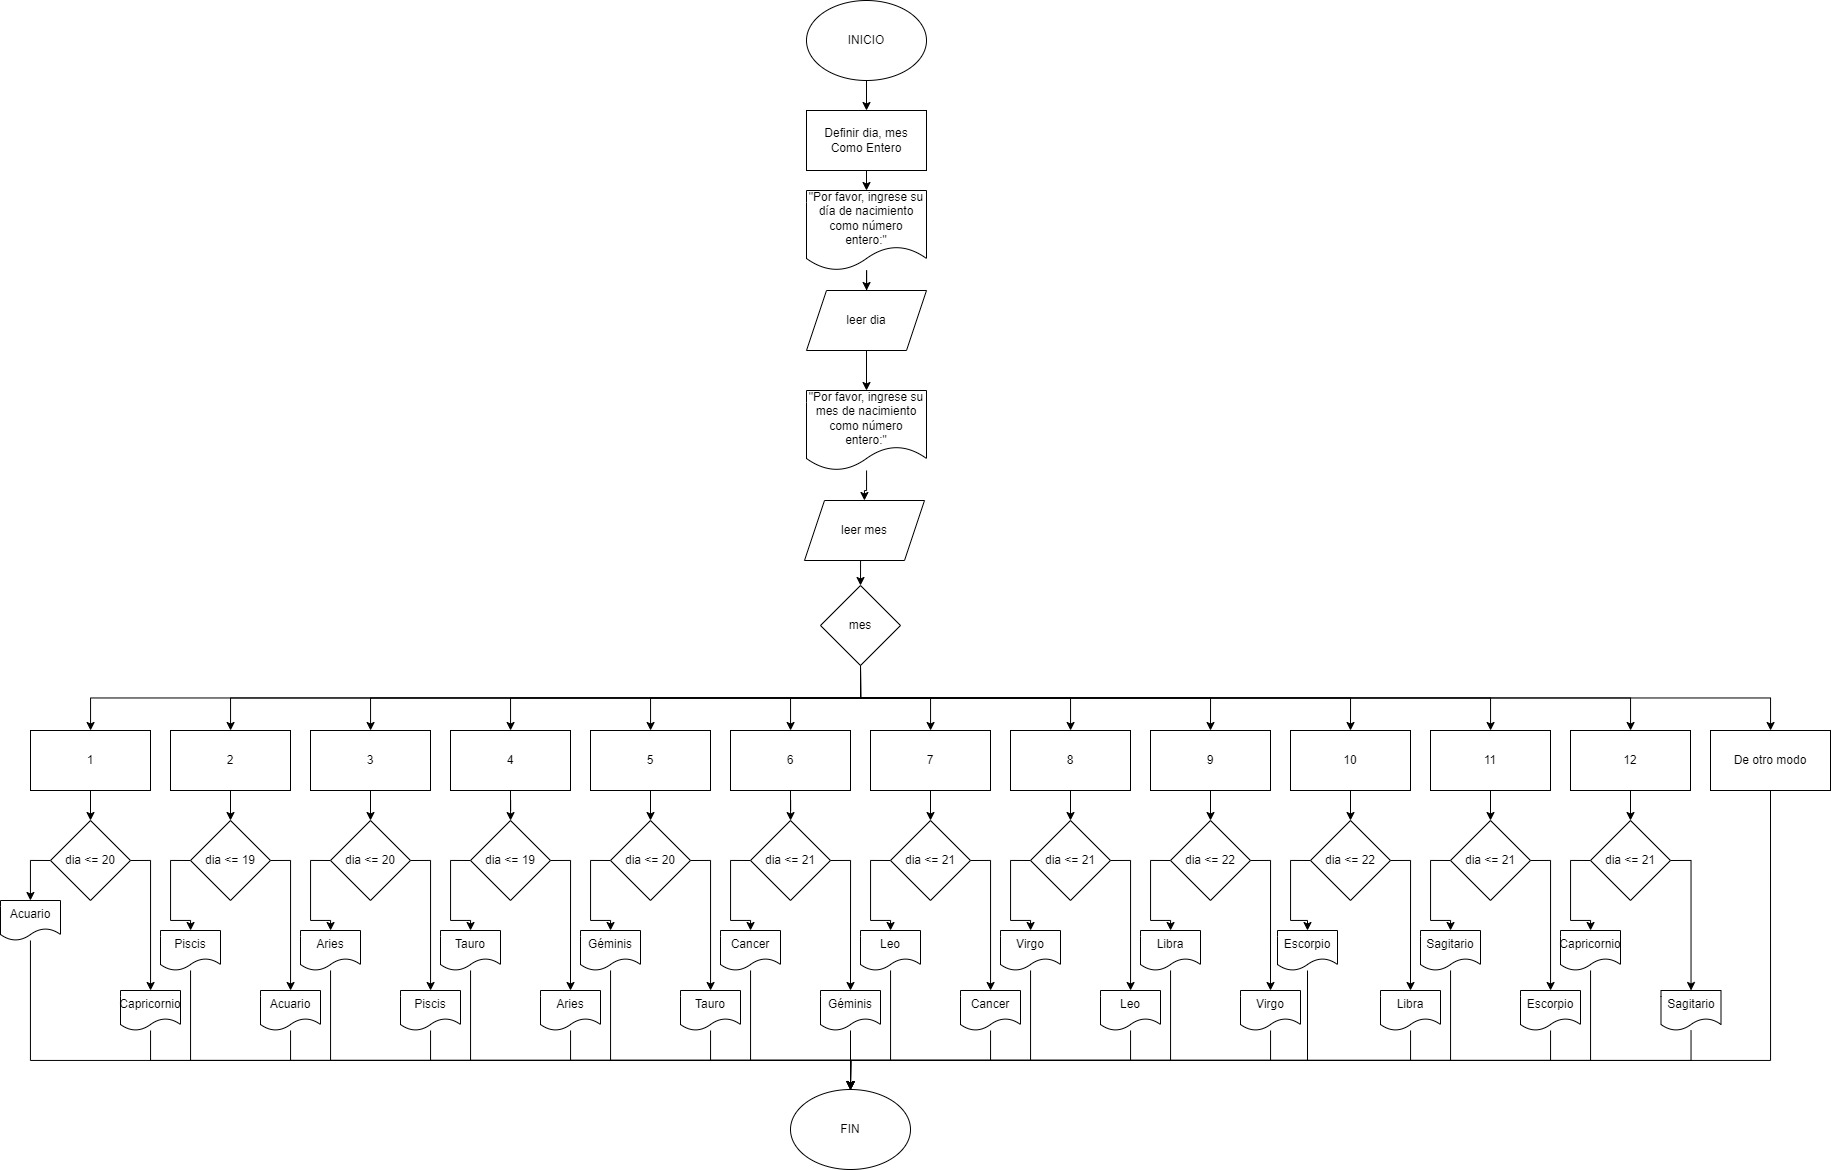 INICIO
Definir dia, mes
Como Entero
"Por favor, ingrese su
día de nacimiento
como número
entero:"
leer dia
"Por favor, ingrese su
mes de nacimiento
como número
entero:"
leer mes
mes
1
2
3
4
5
6
7
8
9
10
11
12
De otro modo
dia <= 20
dia <= 19
dia <= 20
dia <= 19
dia <= 20
dia <= 21
dia <= 21
dia <= 21
dia <= 22
dia <= 22
dia <= 21
dia <= 21
Acuario
Piscis
Aries
Tauro
Géminis
Cancer
Leo
Virgo
Libra
Escorpio
Sagitario
Capricornio
Capricornio
Acuario
Piscis
Aries
Tauro
Géminis
Cancer
Leo
Virgo
Libra
Escorpio
Sagitario
FIN